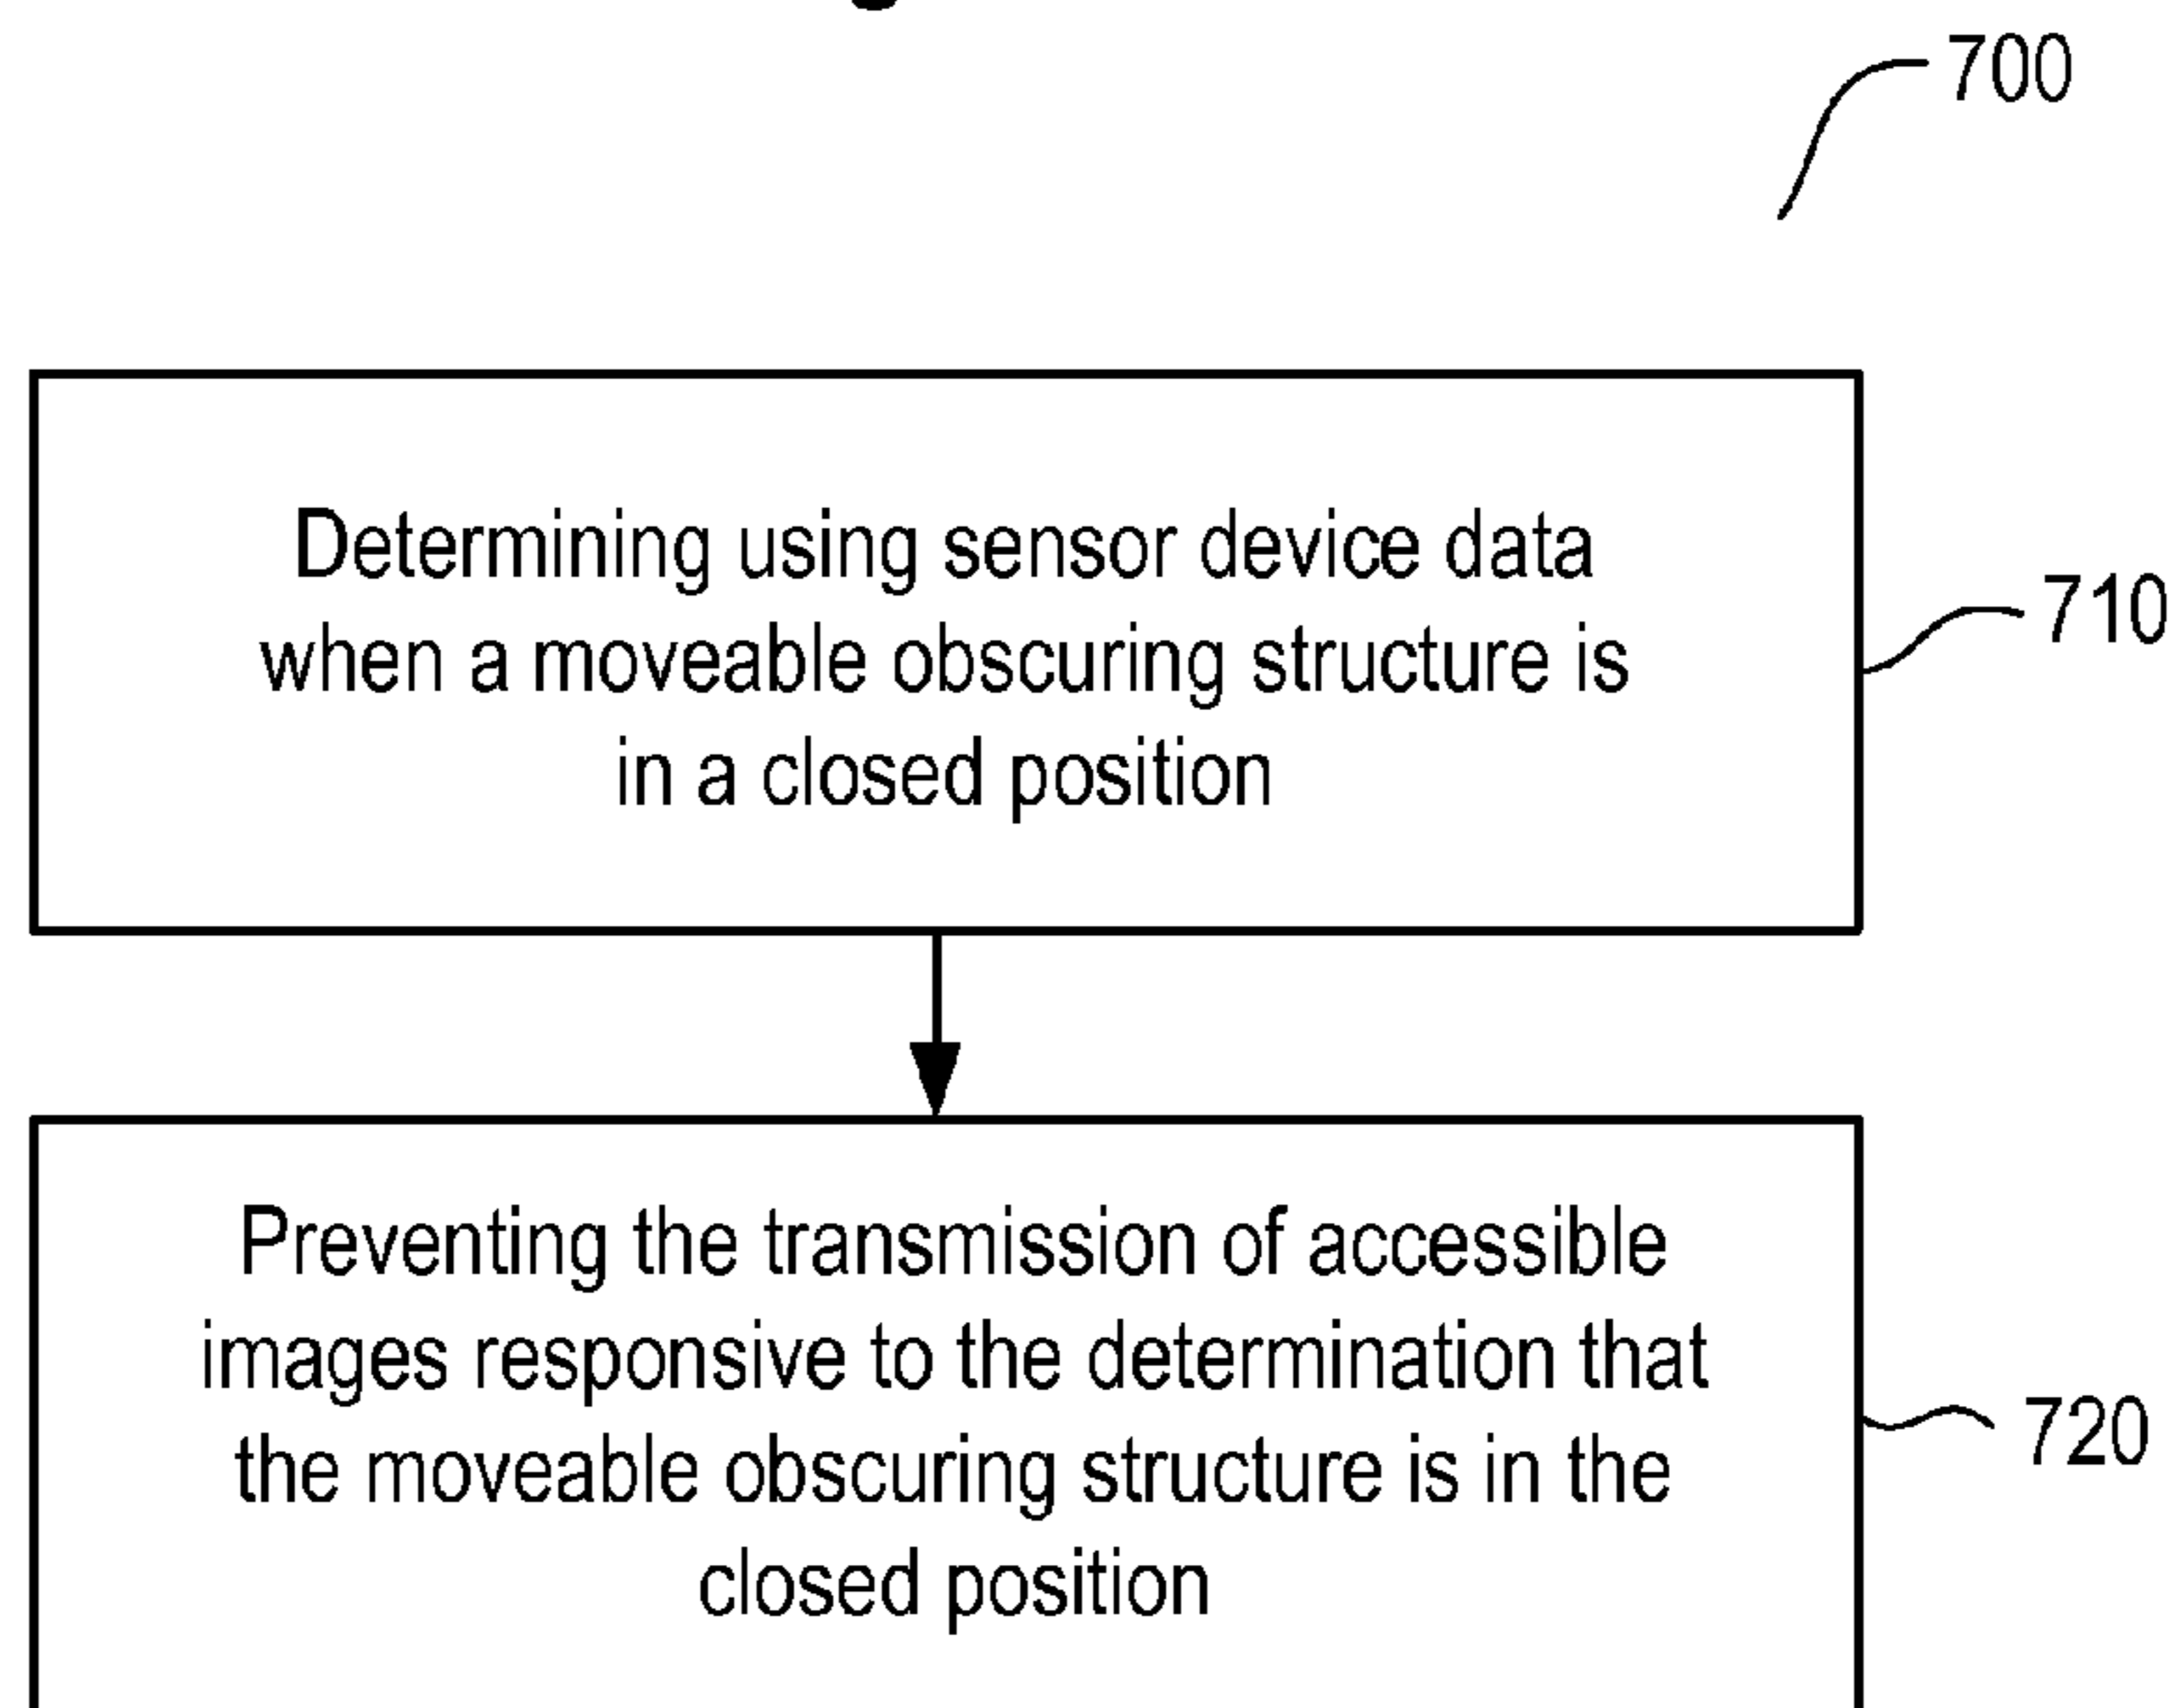 700
Determining using sensor device data
when a moveable obscuring structure is
in a closed position
710
Preventing the transmission of accessible
images responsive to the determination that
the moveable obscuring structure is in the
closed position
720